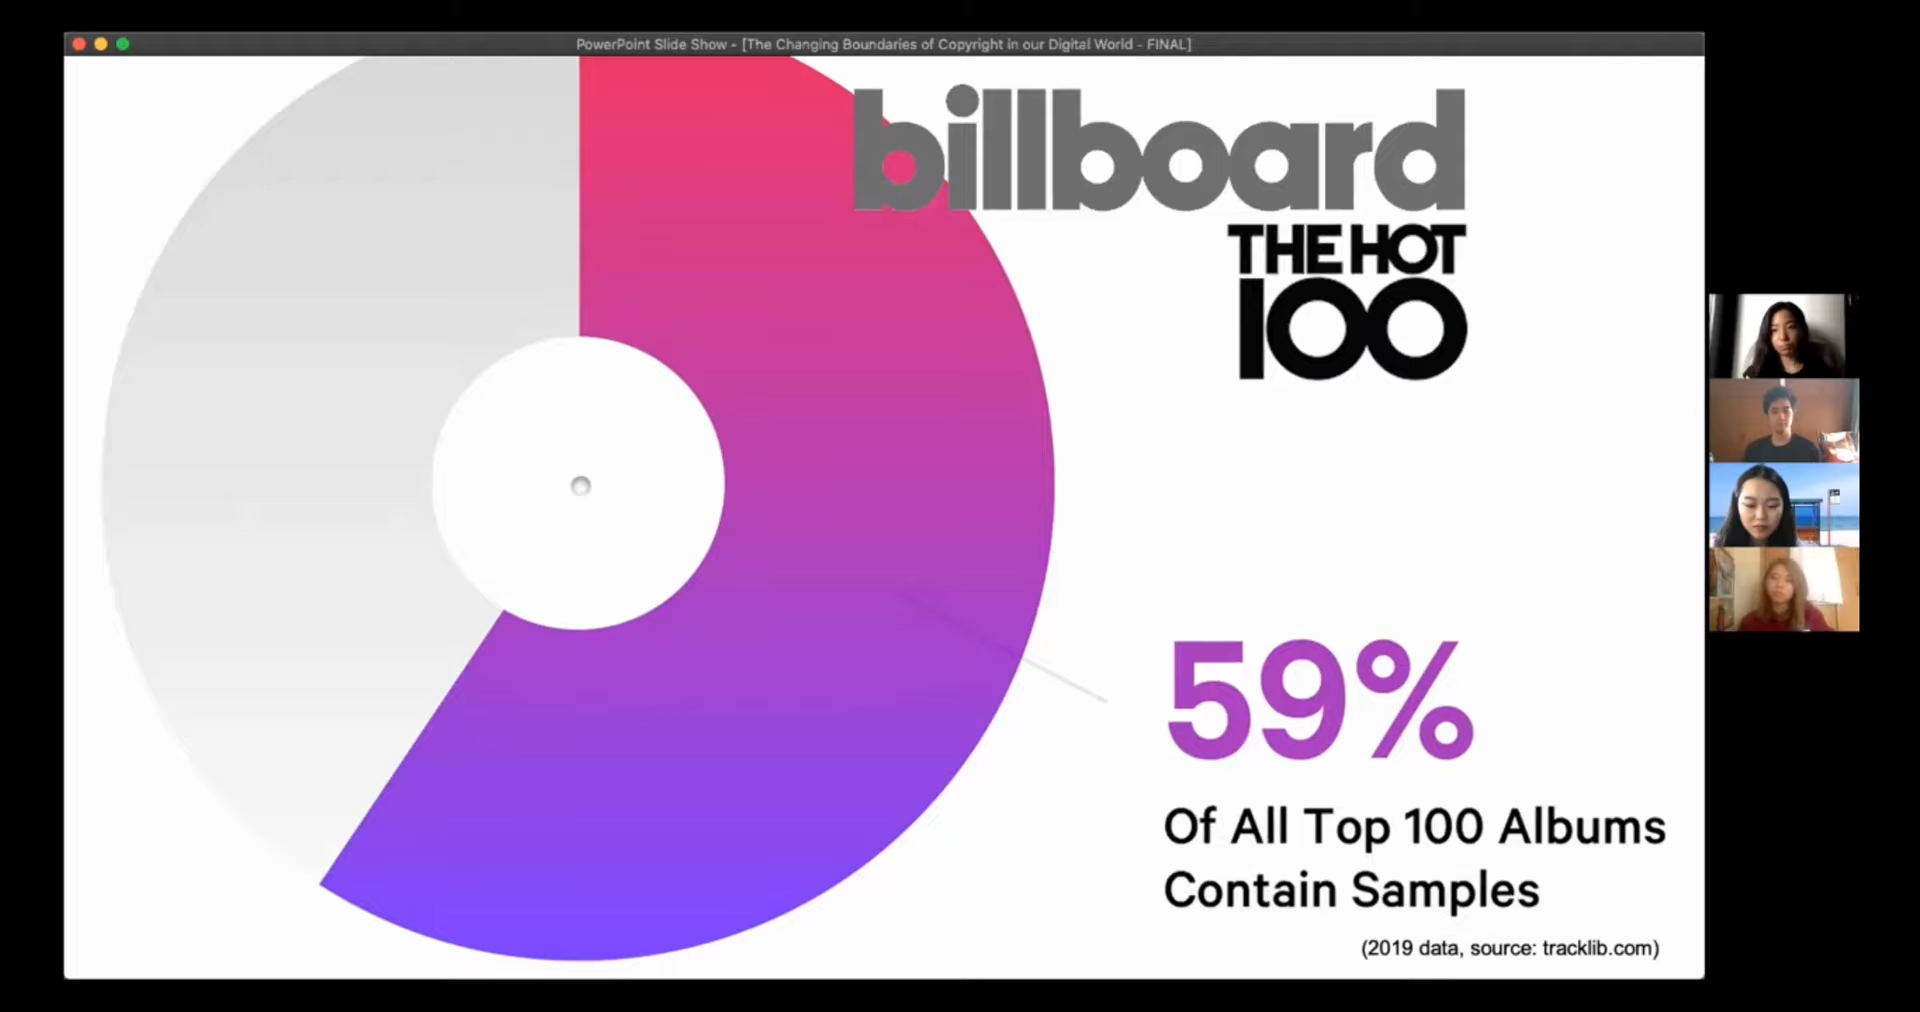 PowerPoint Slide Show - [The Changing Boundaries of Copyright in our Digital World - FINAL]
billboard
THE HOT
100
59%
Of All Top 100 Albums
Contain Samples
(2019 data, source: tracklib.com)